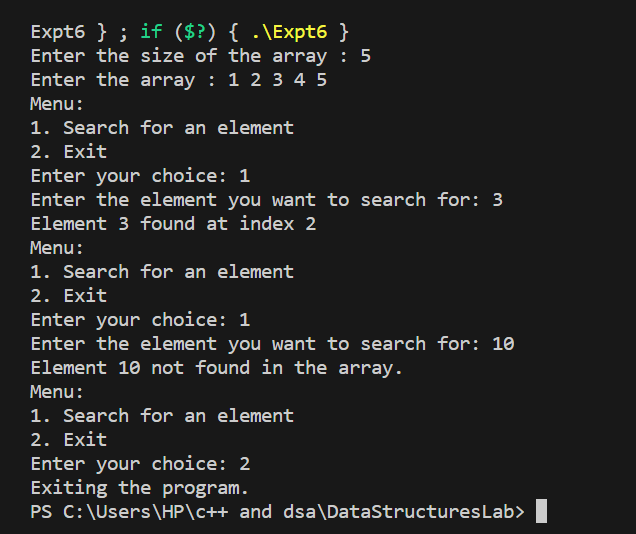 Expt6 } ; if ($?) { .\Expt6 }
Enter the size of the array : 5
Enter the array : 1 2 3 4 5
Menu:
1. Search for an element
2. Exit
Enter your choice: 1
Enter the element you want to search for: 3
Element 3 found at index 2
Menu:
1. Search for an element
2. Exit
Enter your choice: 1
Enter the element you want to search for: 10
Element 10 not found in the array.
Menu:
1. Search for an element
2. Exit
Enter your choice: 2
Exiting the program.
PS C:\Users\HP\c++ and dsa\DataStructuresLab>